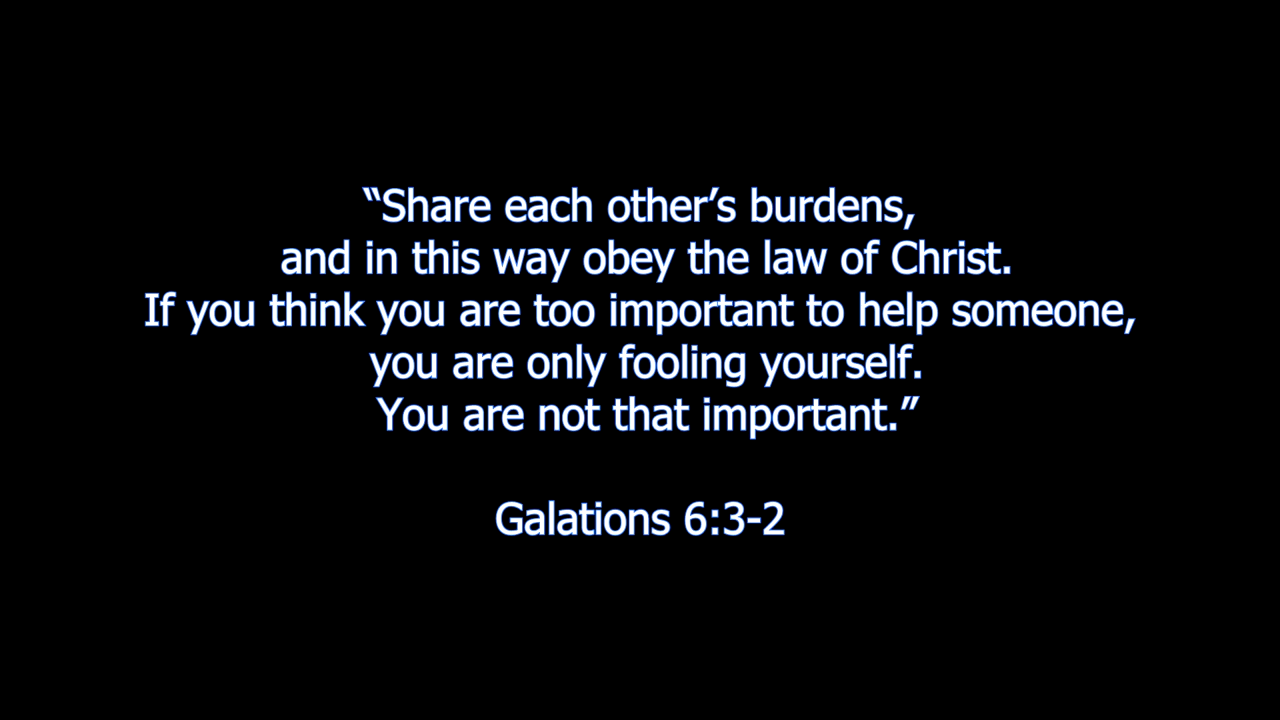 “Share each other’s burdens,
and in this way obey the law of Christ.
If you think you are too important to help someone,
you are only fooling yourself.
You are not that important.”
Galations 6:3-2